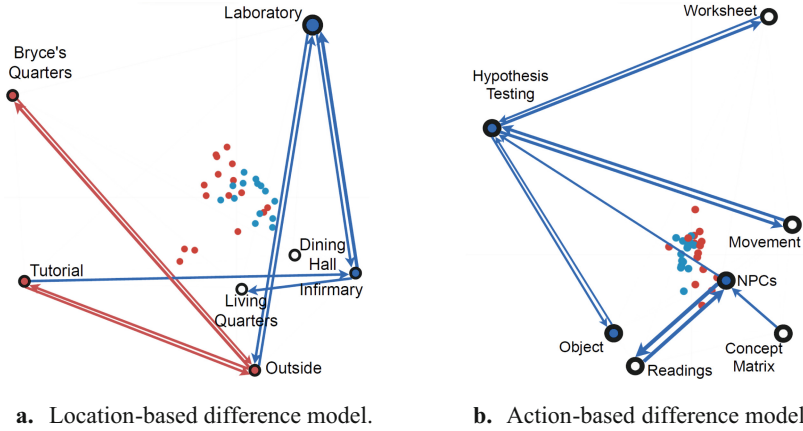 Laboratory
Bryce's
Quarters
Tutorial
Dining
Hall
Infirmary
Living
Quarters
Outside
a. Location-based difference model.
Worksheet
Hypothesis
Testing
Movement
NPCs
Object
Readings
Concept
Matrix
b. Action-based difference model